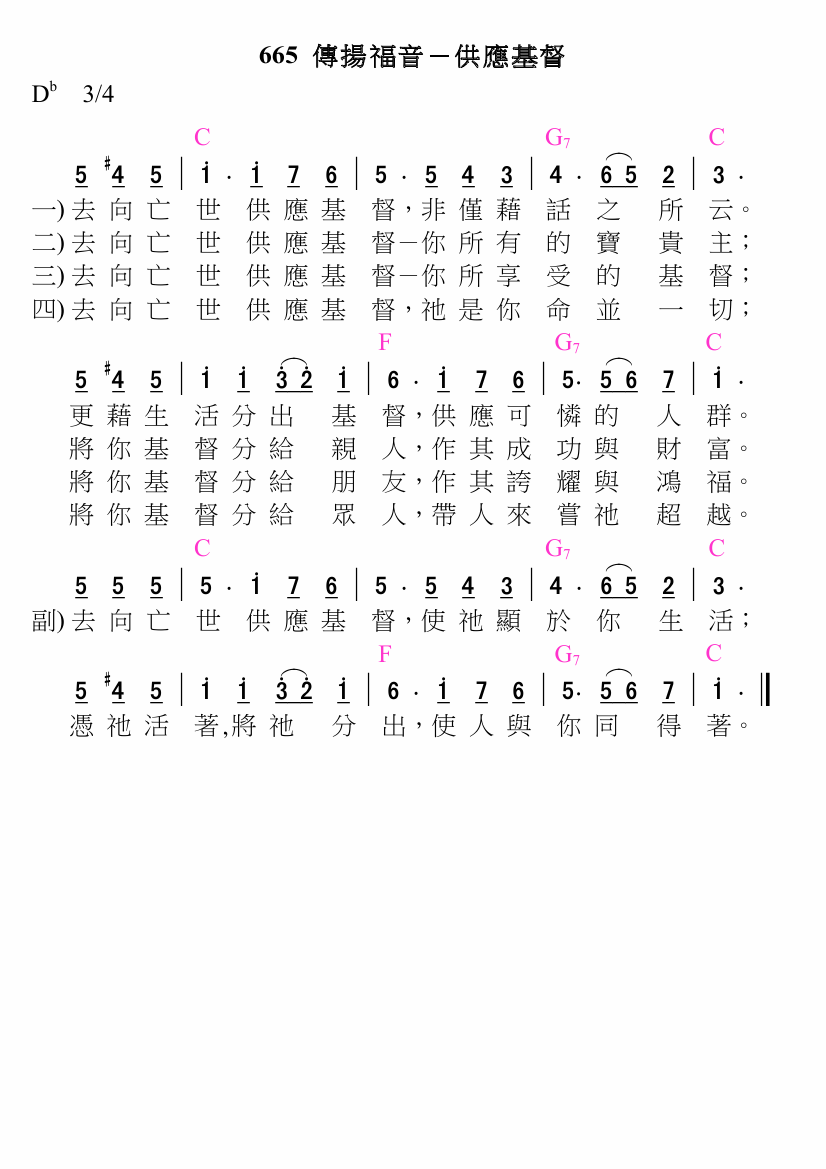 665 傳揚福音－供應基督
Dᵇ 3/4
C G₇ C
5 #4 5 | i · i 7 6 | 5 · 5 4 3 | 4 · 6 5 2 | 3 ·
一) 去向亡世供應基督，非僅藉話之所云。
二) 去向亡世供應基督－你所有的寶貴主；
三) 去向亡世供應基督－你所享受的基督；
四) 去向亡世供應基督，祂是你命並一切；
F G₇ C
5 #4 5 | i i 3̇ 2̇ i | 6 · i 7 6 | 5· 5 6 7 | i ·
更藉生活分出基督，供應可憐的人群。
將你基督分給親人，作其成功與財富。
將你基督分給朋友，作其誇耀與鴻福。
將你基督分給眾人，帶人來嘗祂超越。
C G₇ C
5 5 5 | 5 · i 7 6 | 5 · 5 4 3 | 4 · 6 5 2 | 3 ·
副) 去向亡世供應基督，使祂顯於你生活；
F G₇ C
5 #4 5 | i i 3̇ 2̇ i | 6 · i 7 6 | 5· 5 6 7 | i · ‖
憑祂活著,將祂分出，使人與你同得著。